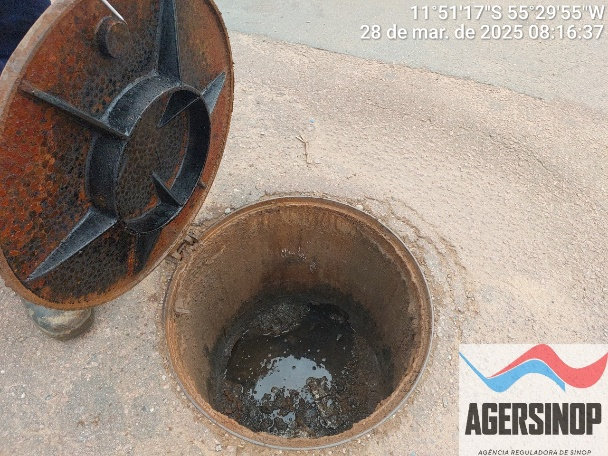 11°51'17"S 55°29'55"W
28 de mar. de 2025 08:16:37
AGERSINOP
AGÊNCIA REGULADORA DE SINOP